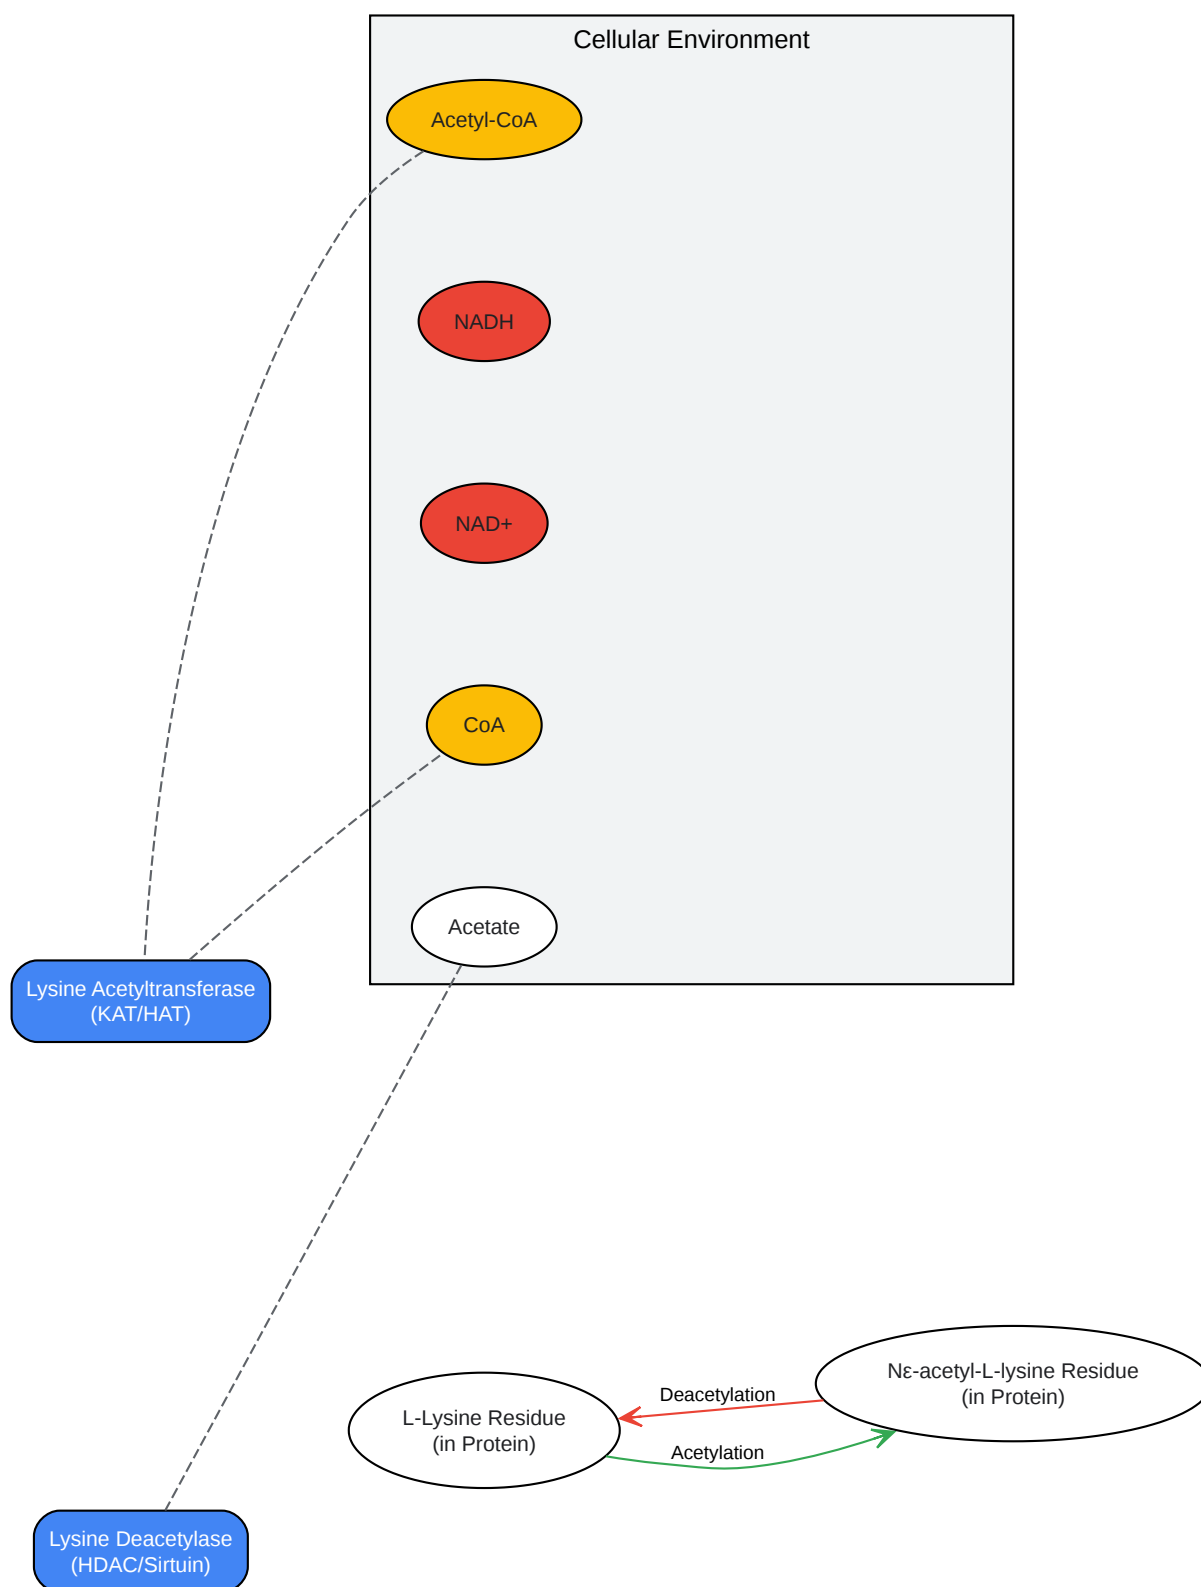 Cellular Environment
Acetyl-CoA
NADH
NAD+
CoA
Acetate
Lysine Acetyltransferase
(KAT/HAT)
Nε-acetyl-L-lysine Residue
(in Protein)
Deacetylation
L-Lysine Residue
(in Protein)
Acetylation
Lysine Deacetylase
(HDAC/Sirtuin)